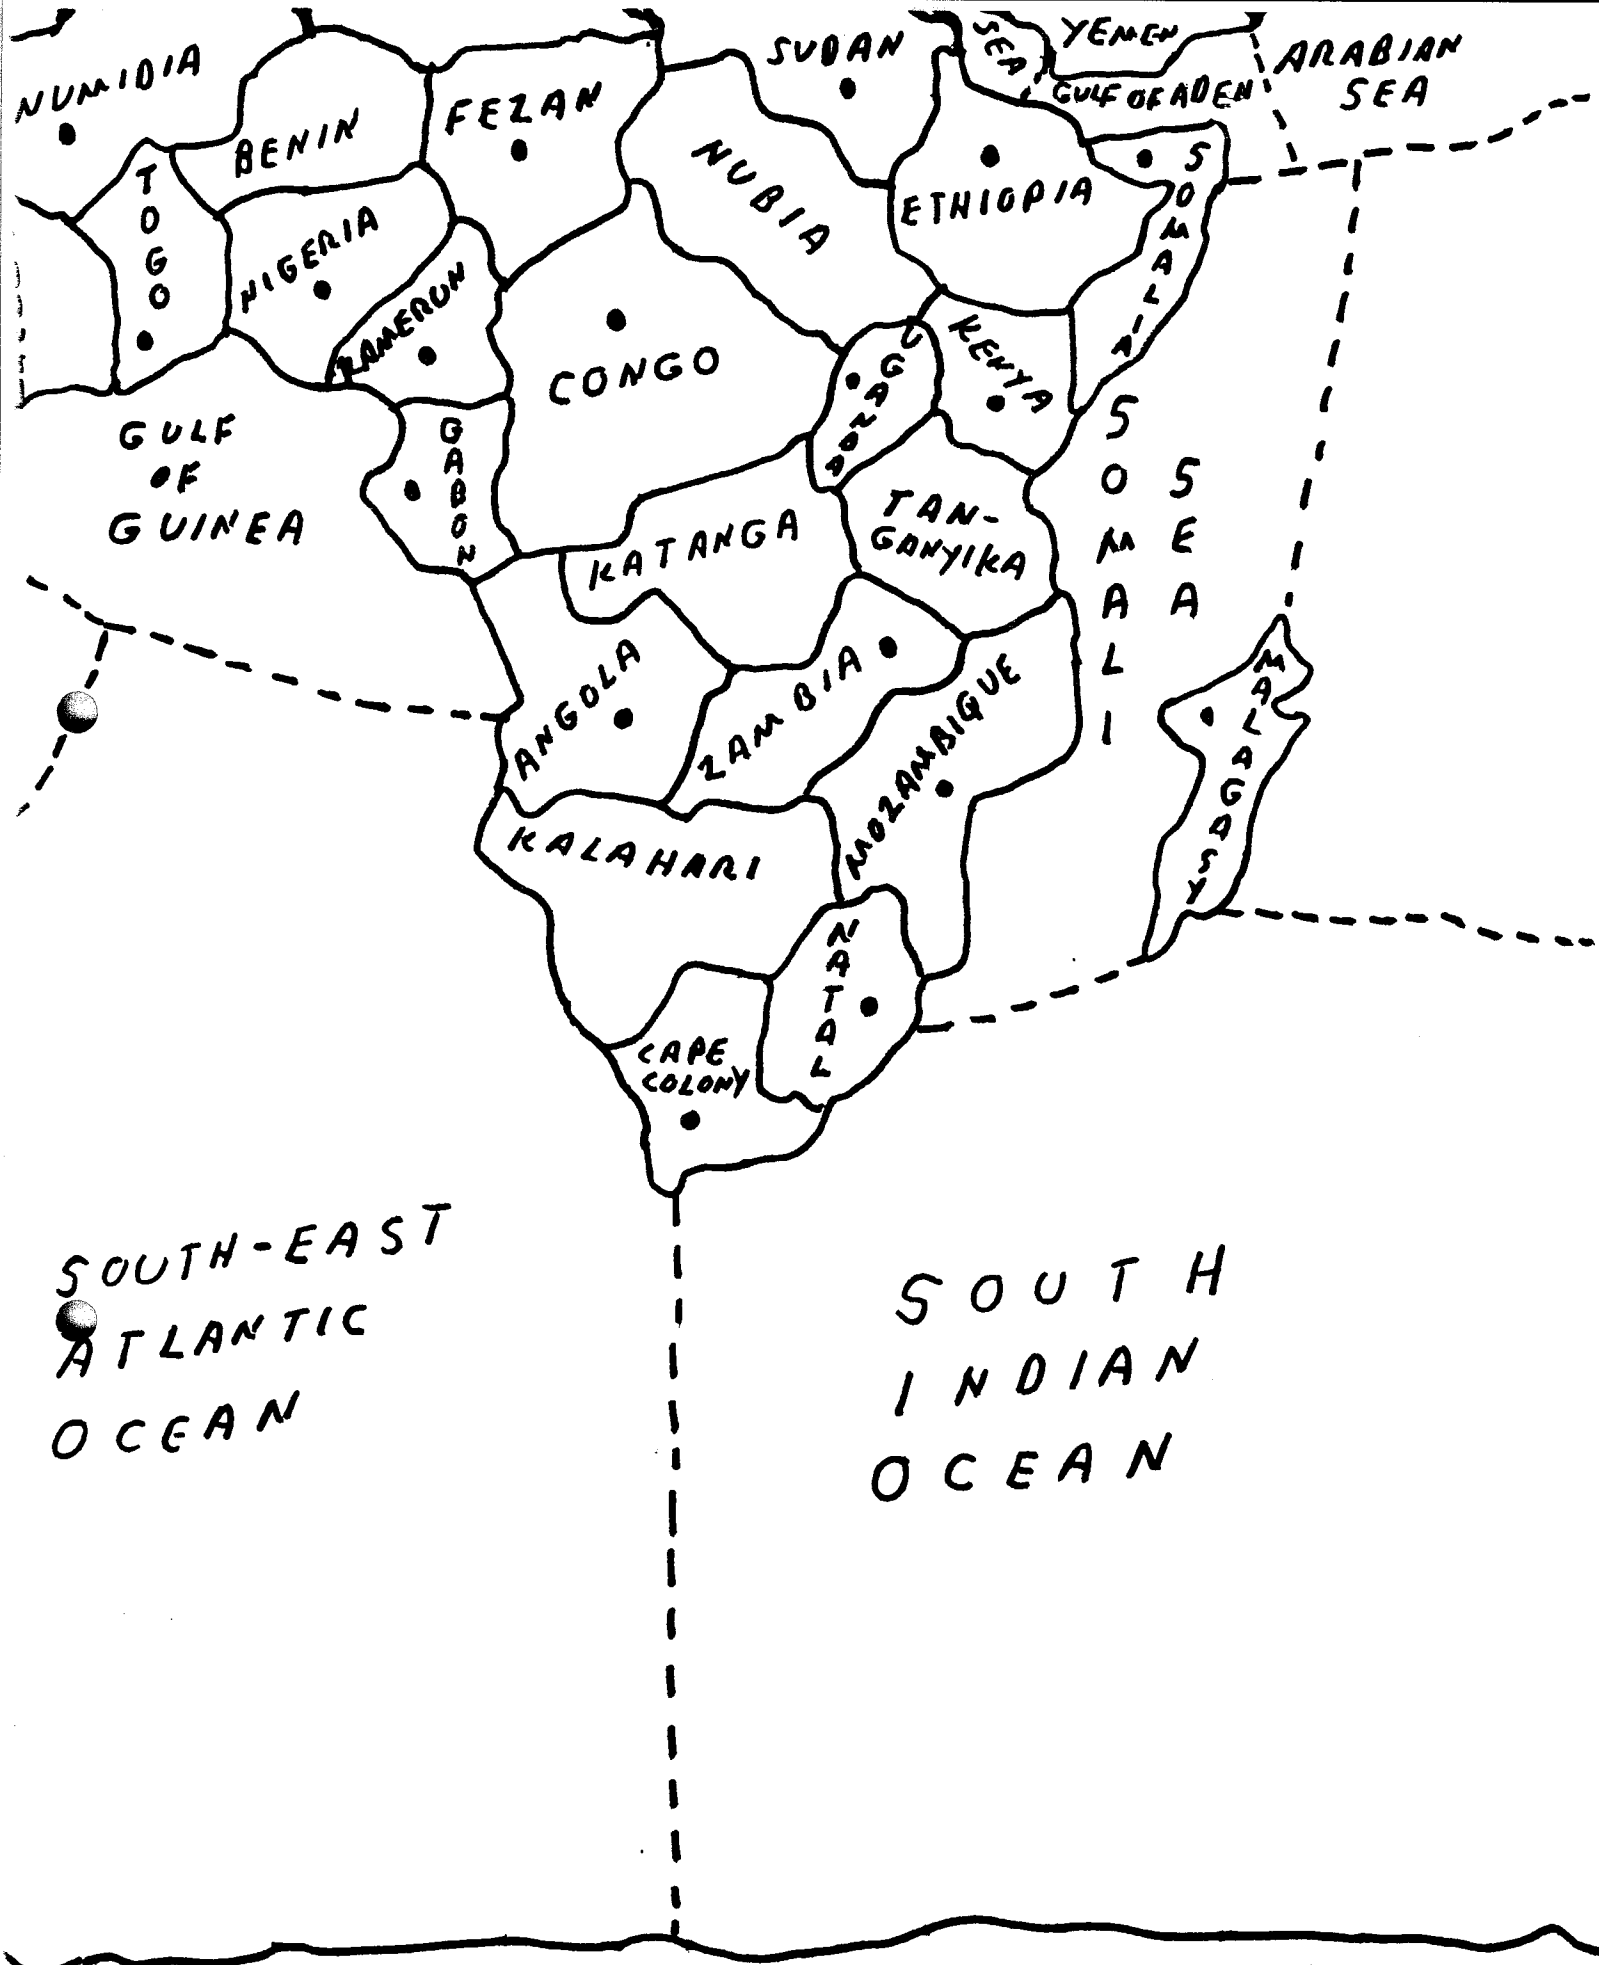 SUDAN
SEA
YEMEN
ARABIAN
SEA
GULF OF ADEN
NUMIDIA
BENIN
FEZAN
NUBIA
ETHIOPIA
SOMALIA
TOGO
NIGERIA
KAMERUN
CONGO
UGANDA
KENYA
GULF
OF
GUINEA
GABON
KATANGA
TAN-
GANYIKA
SOMALI
SEA
ANGOLA
ZAMBIA
MOZAMBIQUE
MALAGASY
KALAHARI
NATAL
CAPE
COLONY
SOUTH-EAST
ATLANTIC
OCEAN
SOUTH
INDIAN
OCEAN